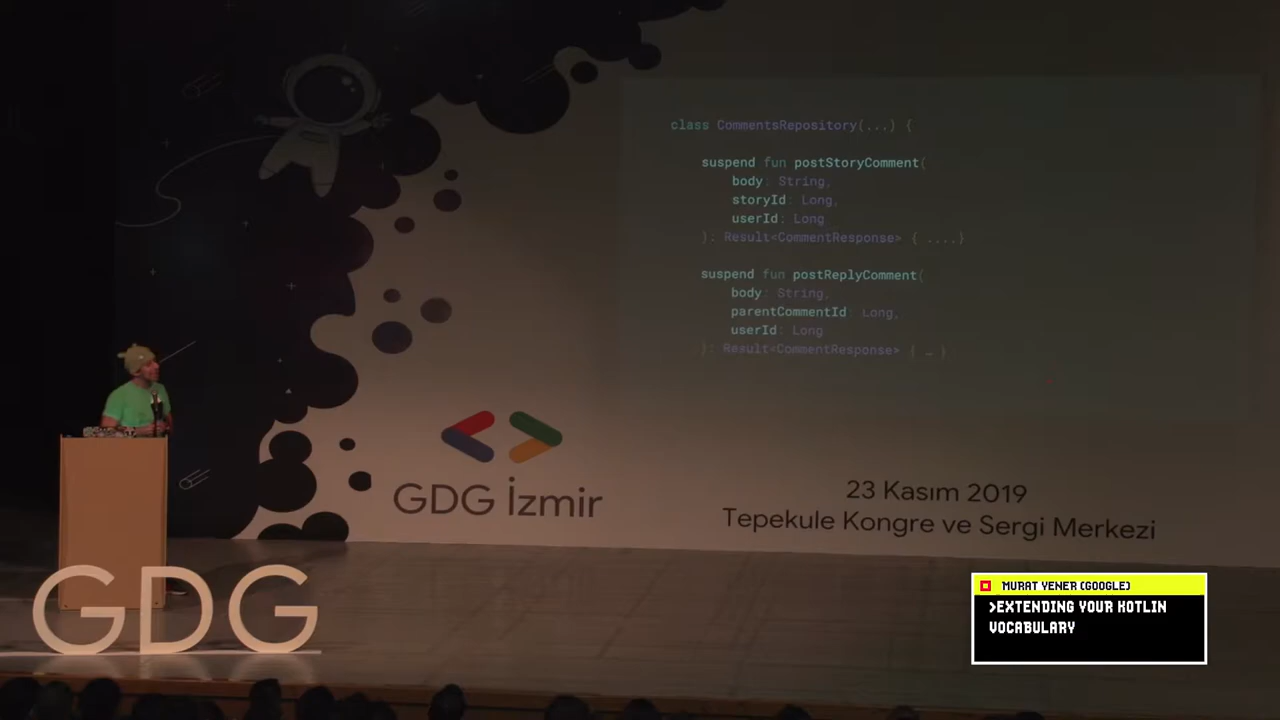 class CommentsRepository(...) {
suspend fun postStoryComment(
body: String,
storyId: Long,
userId: Long
): Result<CommentResponse> { ....}
suspend fun postReplyComment(
body: String,
parentCommentId: Long,
userId: Long
): Result<CommentResponse> { … }
GDG İzmir
23 Kasım 2019
Tepekule Kongre ve Sergi Merkezi
GDG
MURAT YENER (GOOGLE)
>EXTENDING YOUR KOTLIN
VOCABULARY